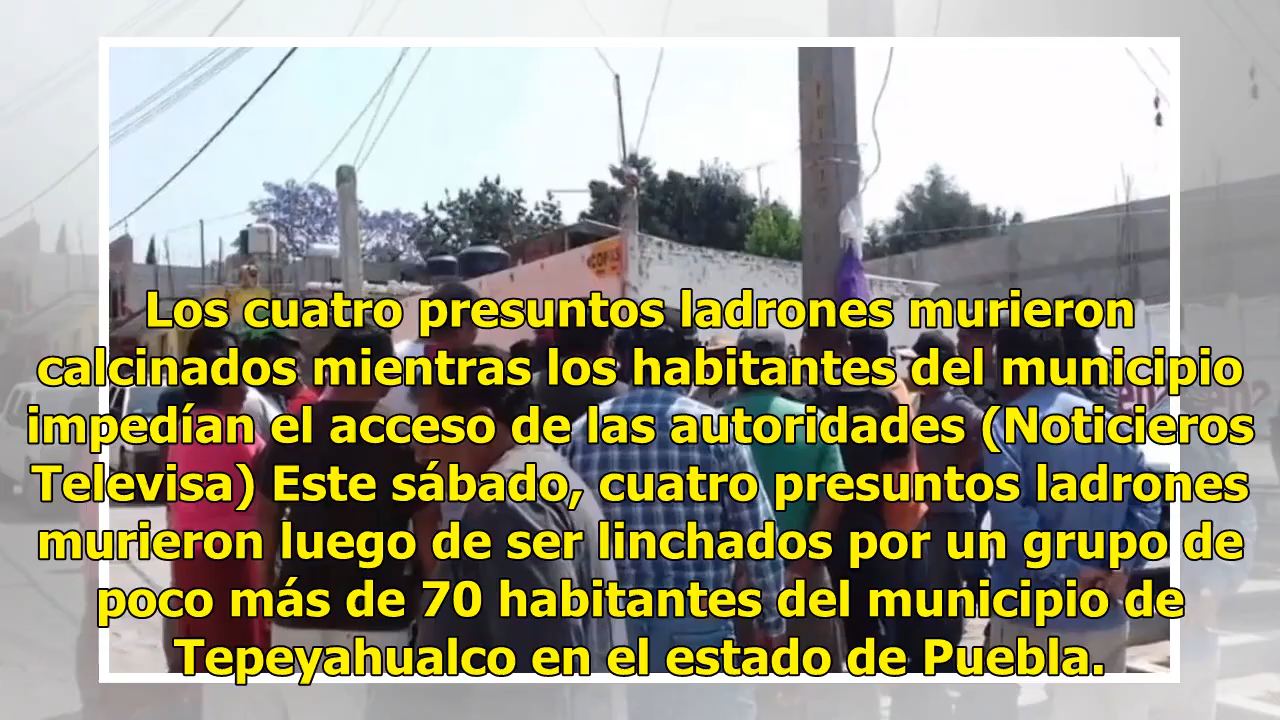 COPAS
Los cuatro presuntos ladrones murieron
calcinados mientras los habitantes del municipio
impedían el acceso de las autoridades (Noticieros
Televisa) Este sábado, cuatro presuntos ladrones
murieron luego de ser linchados por un grupo de
poco más de 70 habitantes del municipio de
Tepeyahualco en el estado de Puebla.